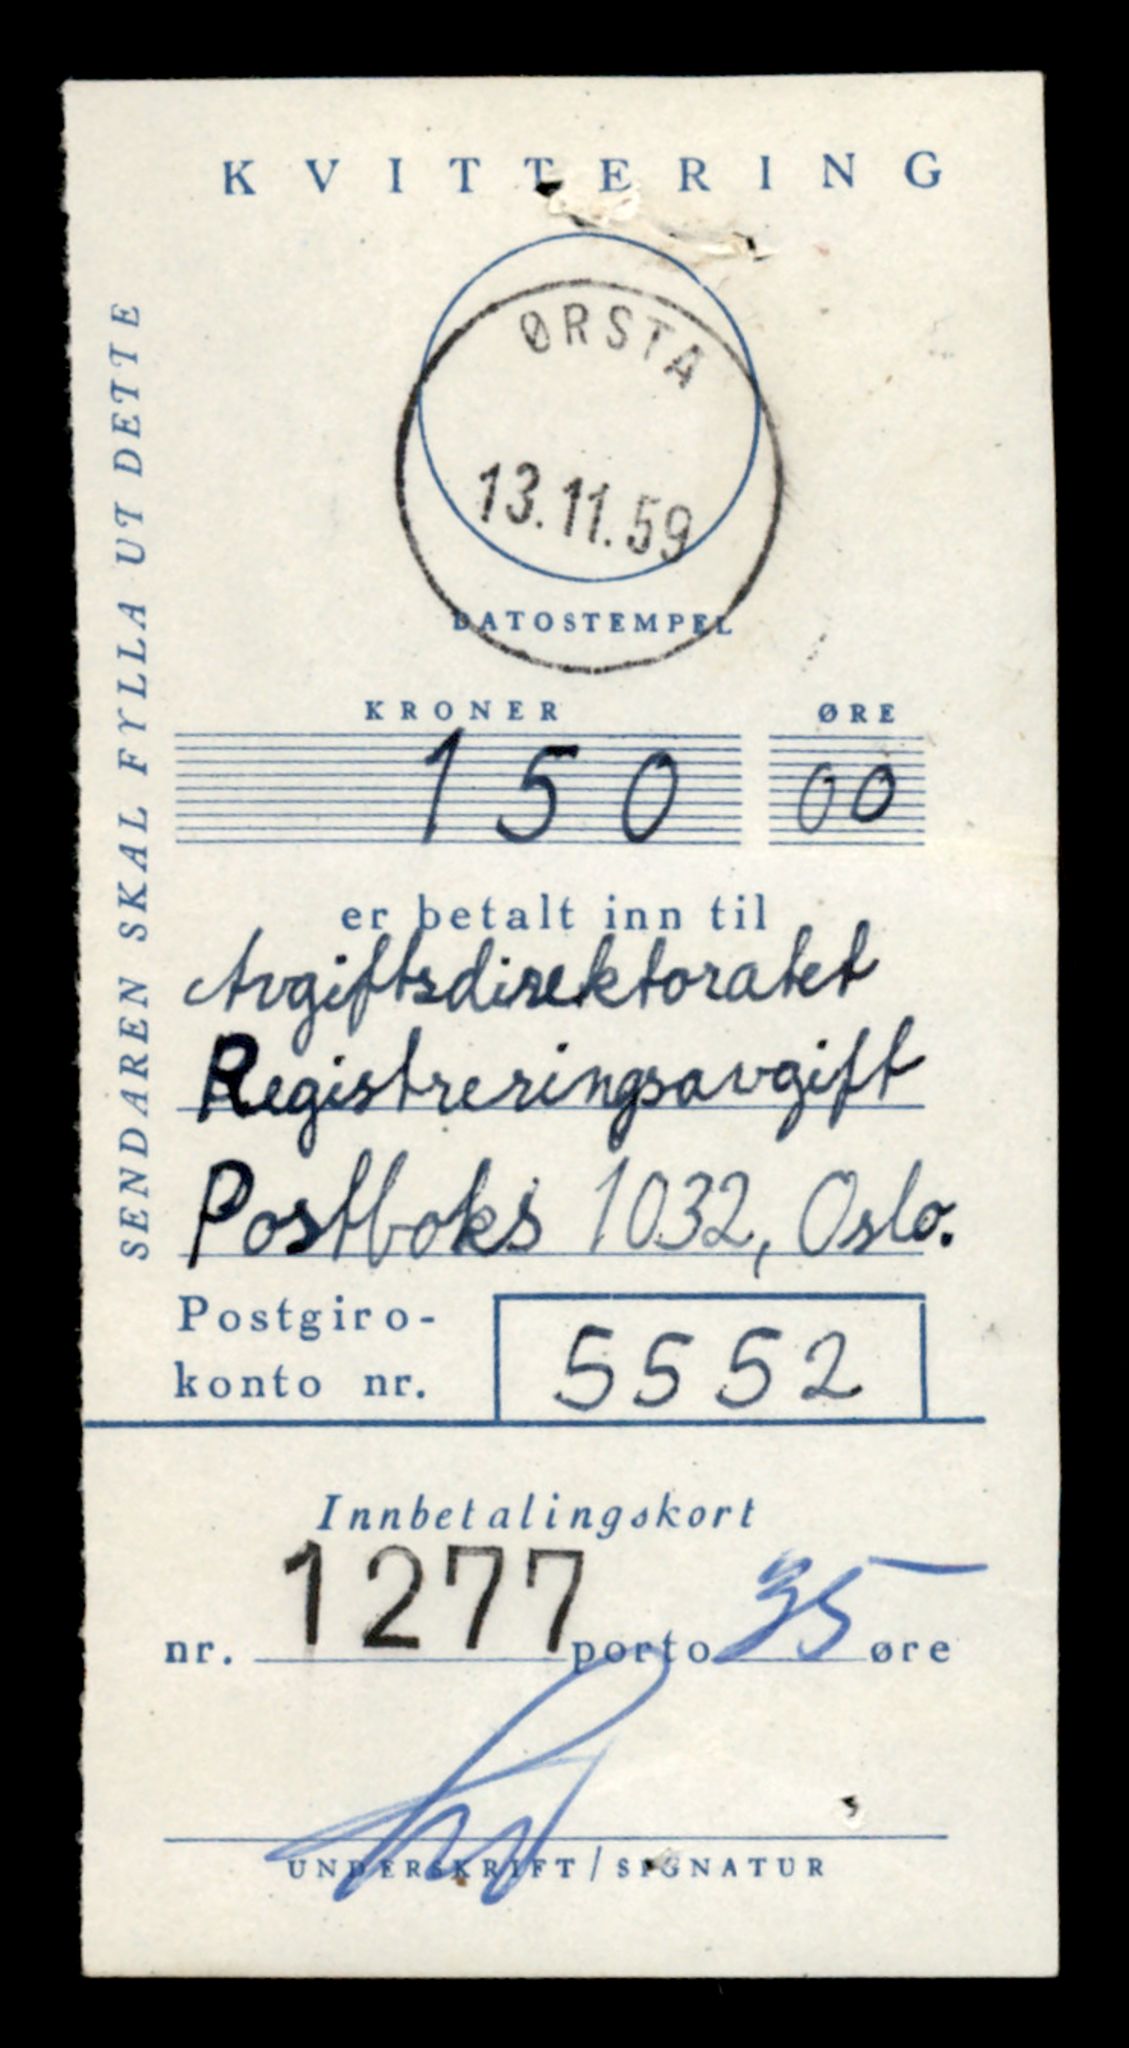 KVITTERING
ØRSTA
13.11.59
DATOSTEMPEL
SENDAREN SKAL FYLLA UT DETTE
KRONER ØRE
150 00
er betalt inn til
Avgiftsdirektoratet
Registreringsavgift
Postboks 1032, Oslo.
Postgiro-
konto nr. 5552
Innbetalingskort
nr. 1277 porto 35 øre
UNDERSKRIFT/SIGNATUR